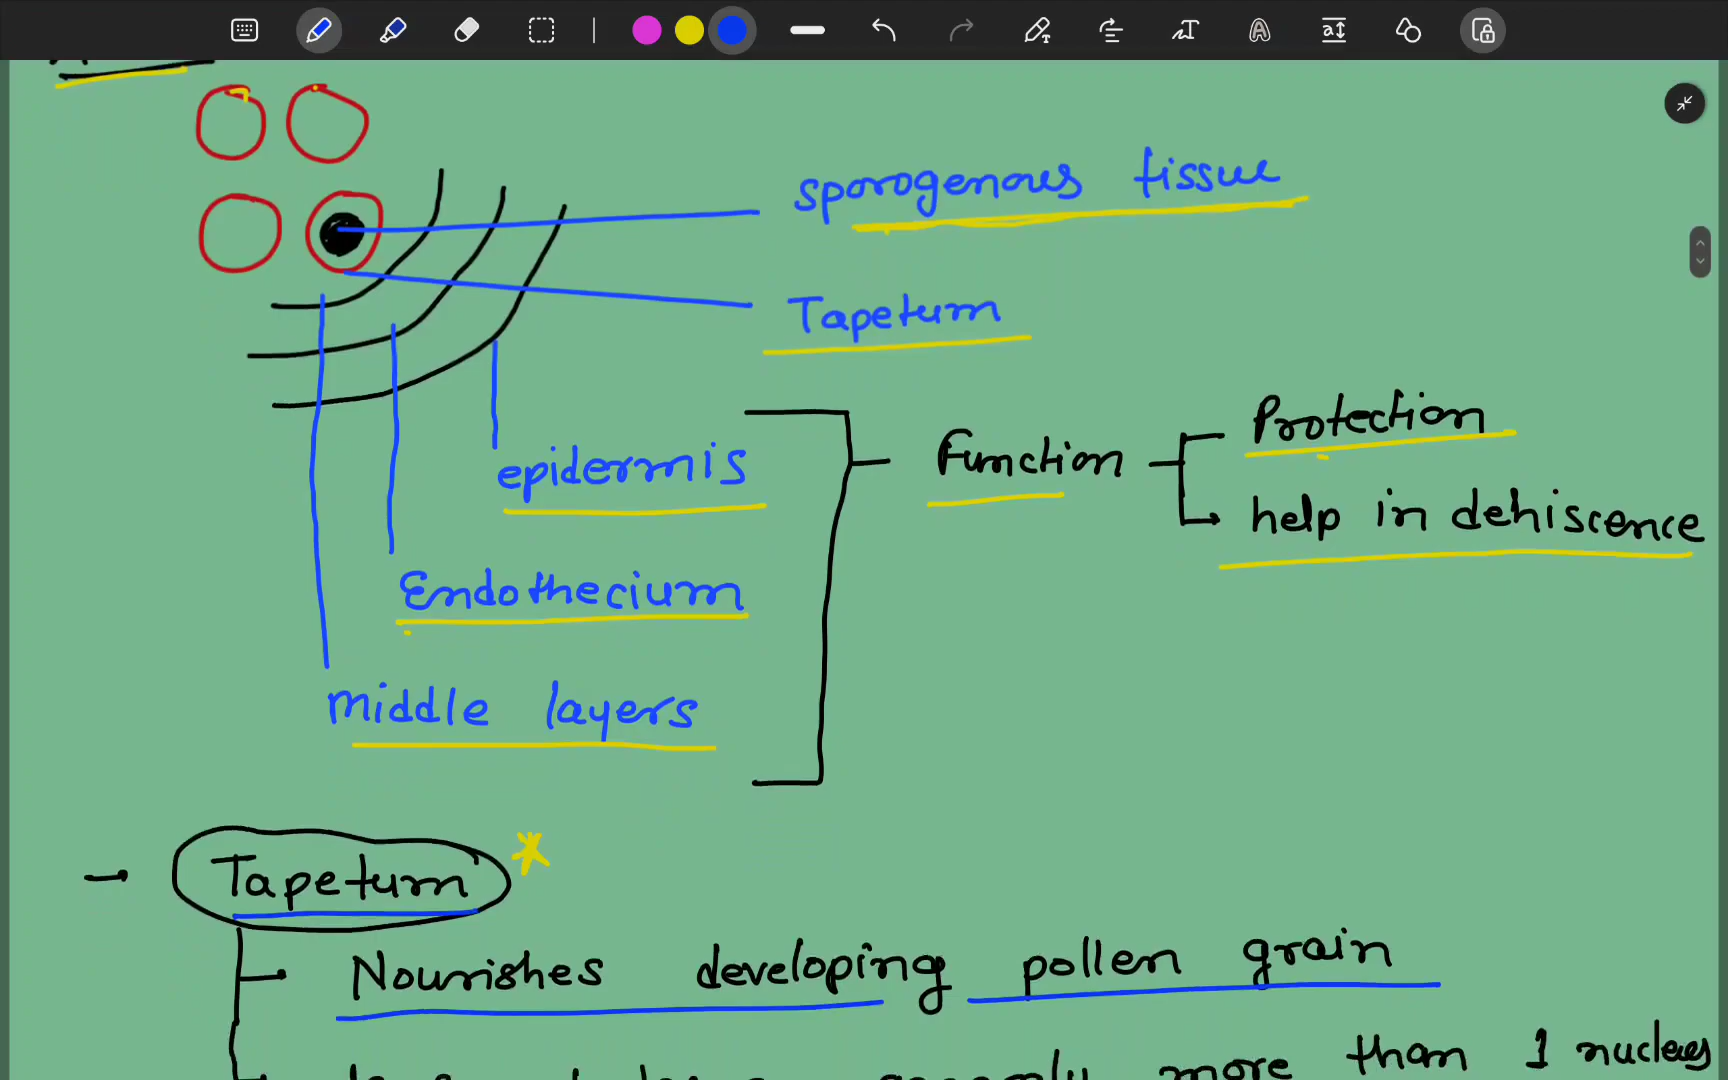 sporogenous tissue
Tapetum
epidermis
Function
Protection
help in dehiscence
Endothecium
middle layers
- Tapetum *
Nourishes developing pollen grain
more than 1 nucleus